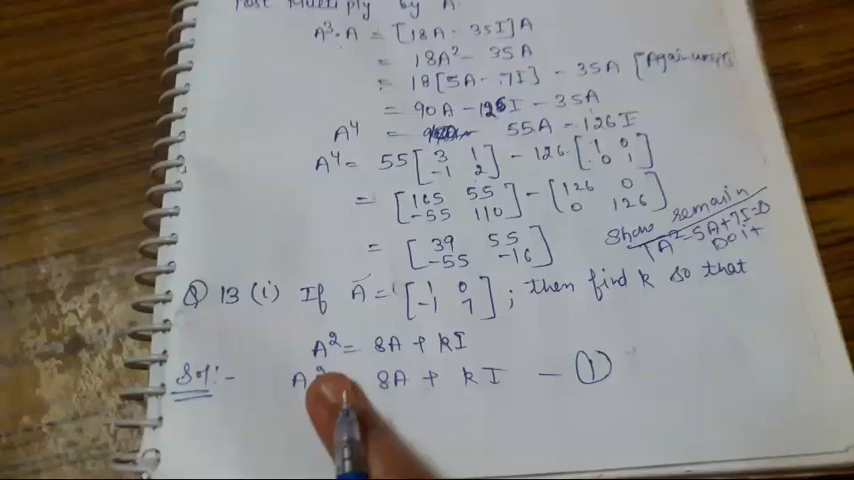 Post Multiply by A.
A³·A = [18A - 35I]A
= 18A² - 35A
= 18[5A - 7I] - 35A [Again using
= 90A - 126I - 35A
A⁴ = 55A - 126I
A⁴ = 55[3 1 -1 2] - 126[1 0 0 1]
= [165 55 -55 110] - [126 0 0 126]
= [39 55 -55 -16]
Show remain
A²-5A+7I=0
Do it
Q 13 (i) If A = [1 0 -1 7]; then find k so that
A² = 8A + kI
Sol:- A² 8A + kI — ①